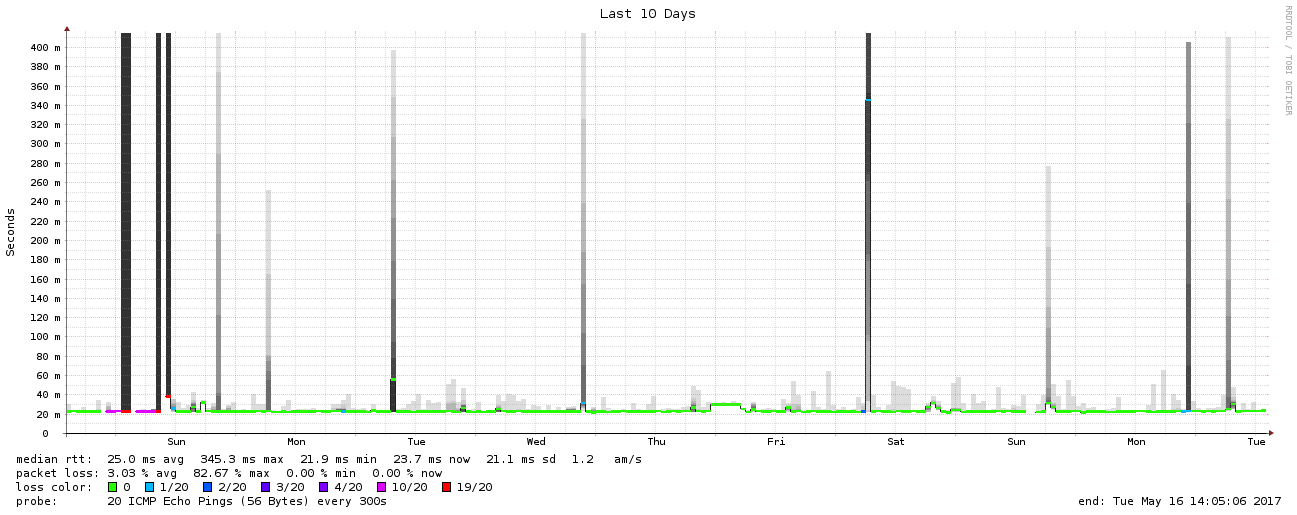 Last 10 Days
RRDTOOL / TOBI OETIKER
Seconds
400 m
380 m
360 m
340 m
320 m
300 m
280 m
260 m
240 m
220 m
200 m
180 m
160 m
140 m
120 m
100 m
80 m
60 m
40 m
20 m
0
Sun Mon Tue Wed Thu Fri Sat Sun Mon Tue
median rtt: 25.0 ms avg 345.3 ms max 21.9 ms min 23.7 ms now 21.1 ms sd 1.2 am/s
packet loss: 3.03 % avg 82.67 % max 0.00 % min 0.00 % now
loss color: 0 1/20 2/20 3/20 4/20 10/20 19/20
probe: 20 ICMP Echo Pings (56 Bytes) every 300s end: Tue May 16 14:05:06 2017